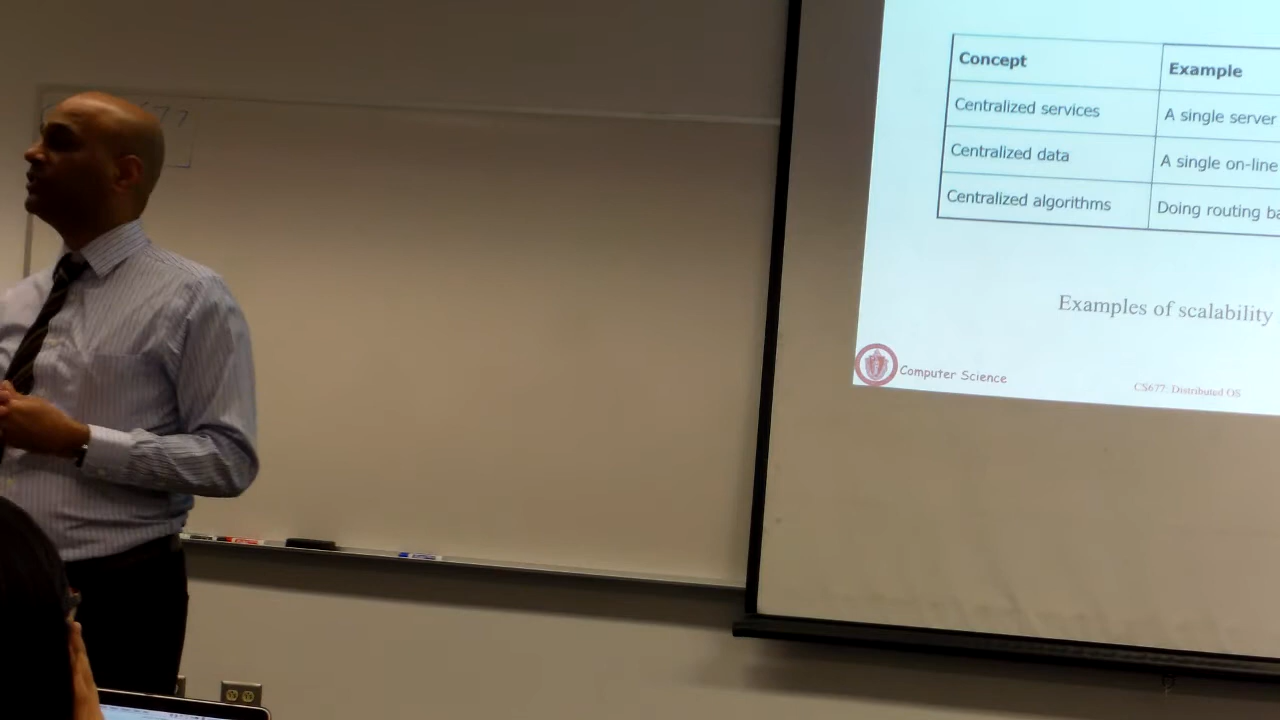 677
Concept Example
Centralized services A single server
Centralized data A single on-line
Centralized algorithms Doing routing ba
Examples of scalability
Computer Science
CS677: Distributed OS